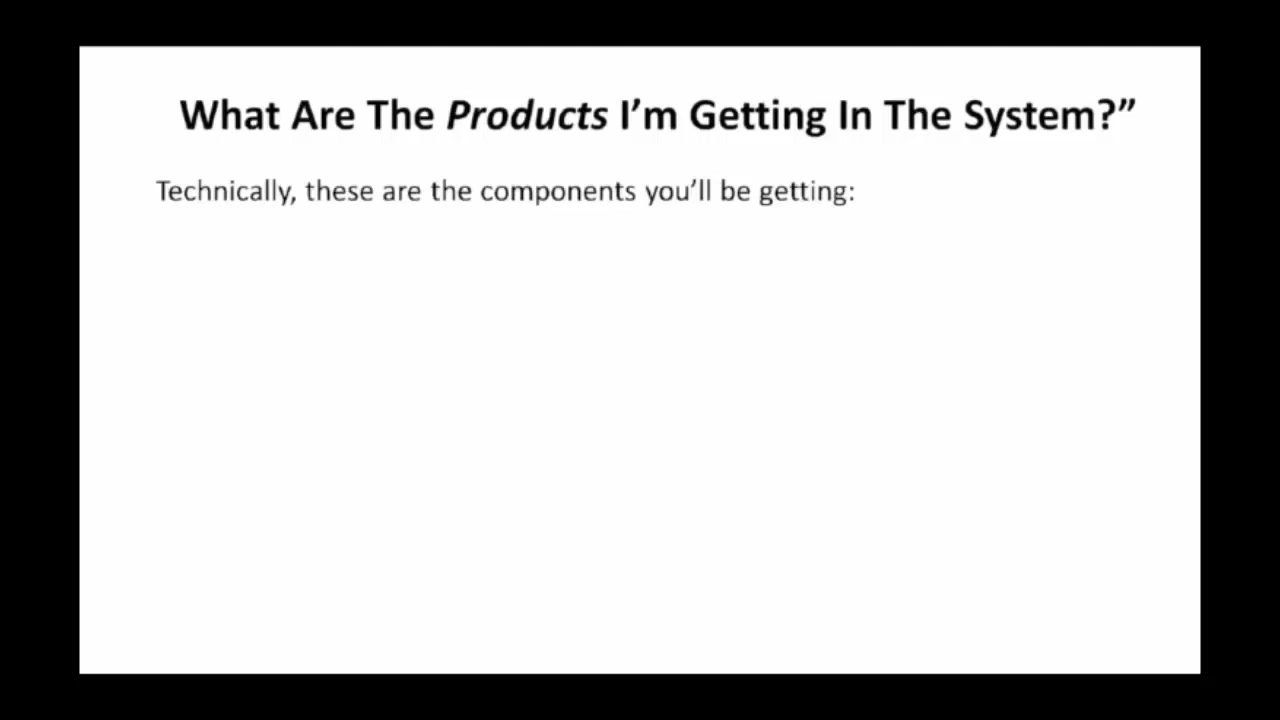 What Are The Products I’m Getting In The System?”
Technically, these are the components you’ll be getting: